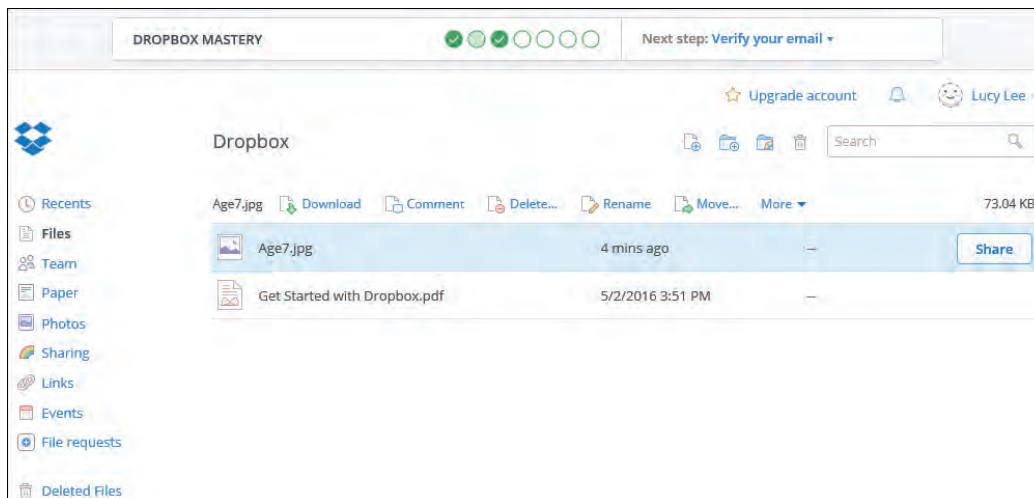 DROPBOX MASTERY Next step: Verify your email
Upgrade account Lucy Lee
Dropbox Search
Recents
Files
Team
Paper
Photos
Sharing
Links
Events
File requests
Deleted Files
Age7.jpg Download Comment Delete... Rename Move... More 73.04 KB
Age7.jpg 4 mins ago -- Share
Get Started with Dropbox.pdf 5/2/2016 3:51 PM --